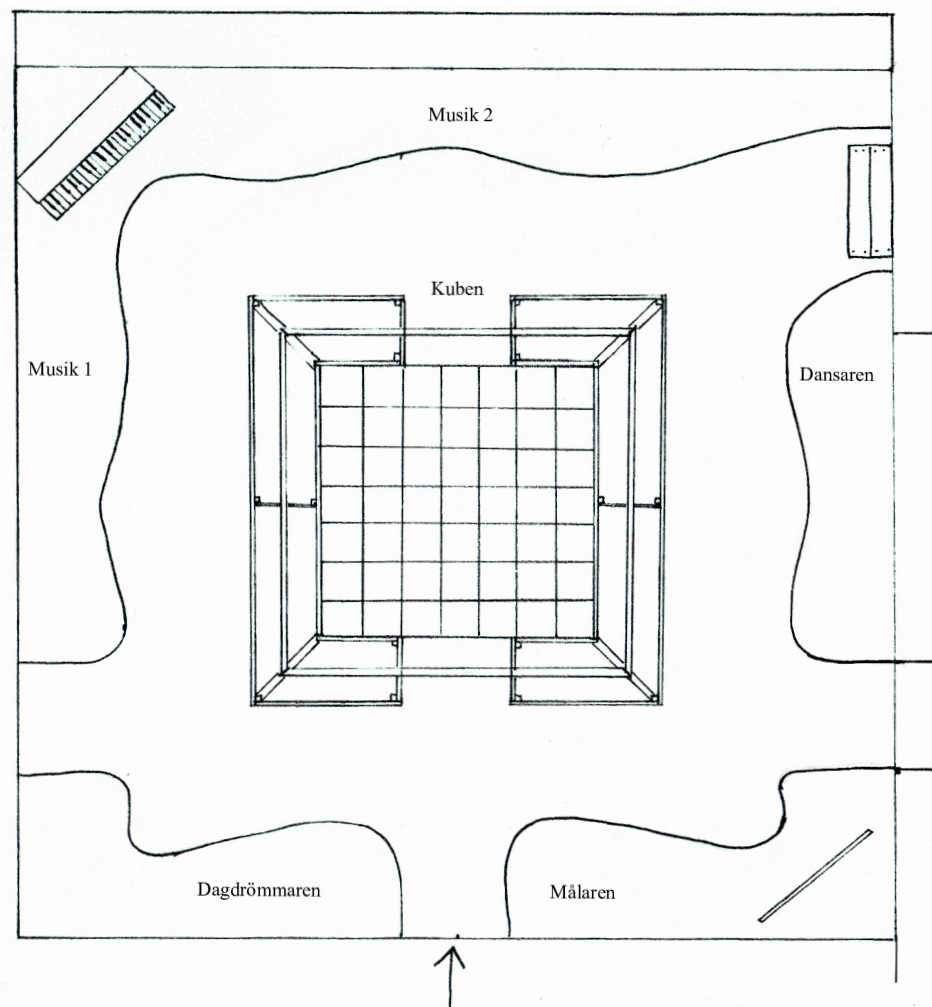 Musik 2
Kuben
Musik 1
Dansaren
Dagdrömmaren
Målaren